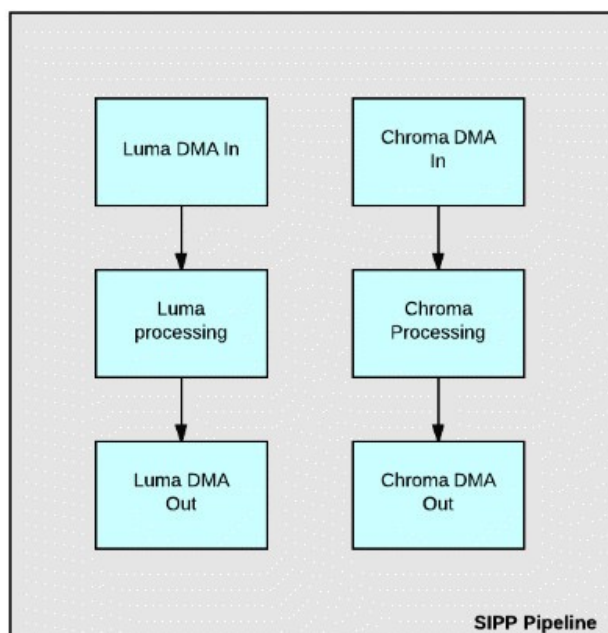 Luma DMA In
Luma
processing
Luma DMA
Out
Chroma DMA
In
Chroma
Processing
Chroma DMA
Out
SIPP Pipeline